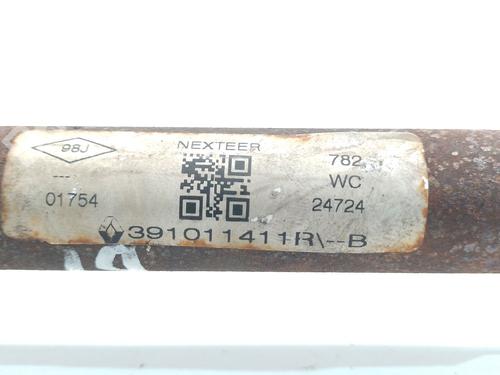 98J
NEXTEER
782
---
WC
01754
24724
391011411R\--B